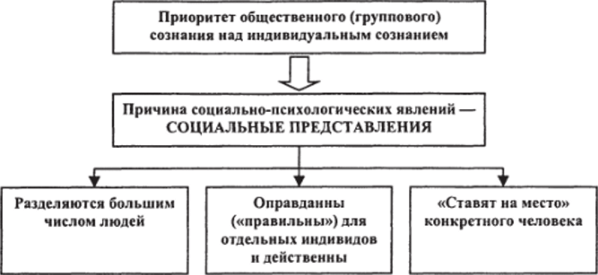 Приоритет общественного (группового)
сознания над индивидуальным сознанием
Причина социально-психологических явлений —
СОЦИАЛЬНЫЕ ПРЕДСТАВЛЕНИЯ
Разделяются большим
числом людей
Оправданны
(«правильны») для
отдельных индивидов
и действенны
«Ставят на место»
конкретного человека